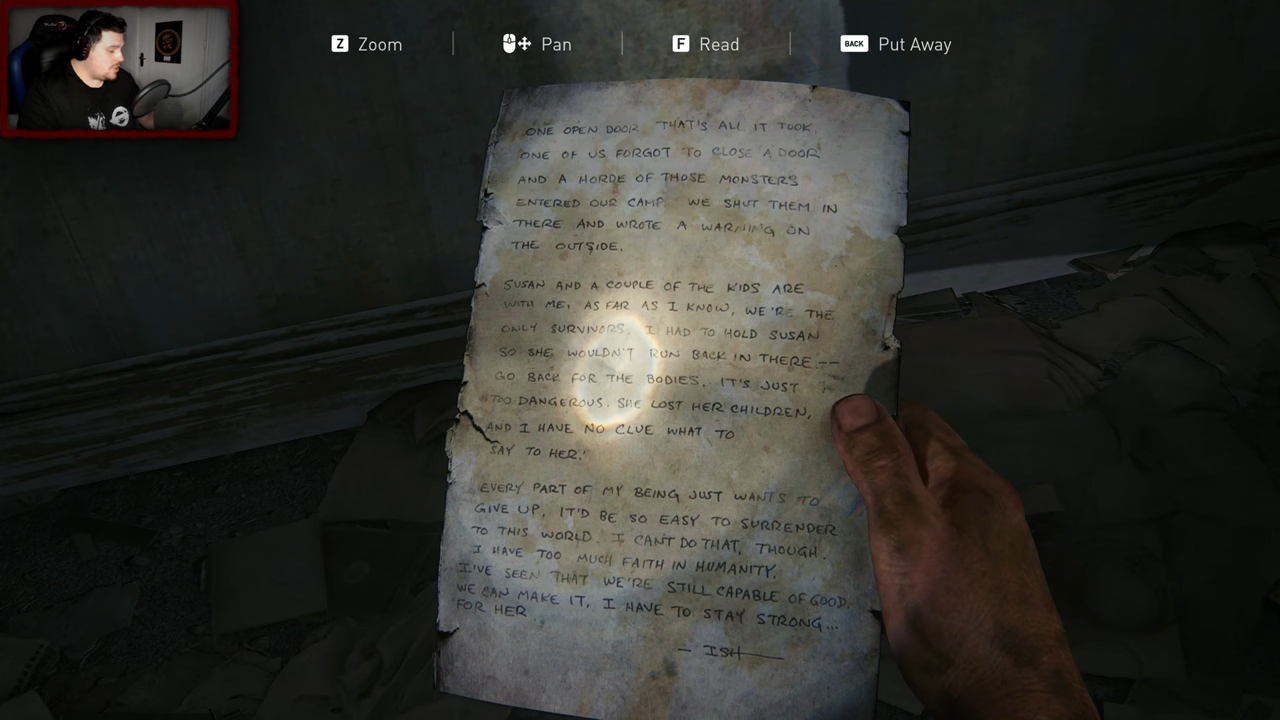 Z Zoom
Pan
F Read
BACK Put Away
ONE OPEN DOOR. THAT'S ALL IT TOOK.
ONE OF US FORGOT TO CLOSE A DOOR
AND A HORDE OF THOSE MONSTERS
ENTERED OUR CAMP. WE SHUT THEM IN
THERE AND WROTE A WARNING ON
THE OUTSIDE.
SUSAN AND A COUPLE OF THE KIDS ARE
WITH ME. AS FAR AS I KNOW, WE'RE THE
ONLY SURVIVORS. I HAD TO HOLD SUSAN
SO SHE WOULDN'T RUN BACK IN THERE --
GO BACK FOR THE BODIES. IT'S JUST
TOO DANGEROUS. SHE LOST HER CHILDREN,
AND I HAVE NO CLUE WHAT TO
SAY TO HER.
EVERY PART OF MY BEING JUST WANTS TO
GIVE UP. IT'D BE SO EASY TO SURRENDER
TO THIS WORLD. I CAN'T DO THAT, THOUGH.
I HAVE TOO MUCH FAITH IN HUMANITY.
I'VE SEEN THAT WE'RE STILL CAPABLE OF GOOD.
WE CAN MAKE IT. I HAVE TO STAY STRONG...
FOR HER
- ISH